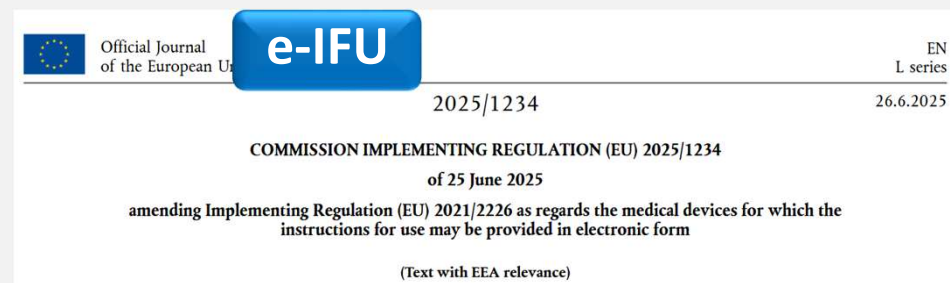 Official Journal
of the European
e-IFU
EN
L series
2025/1234
26.6.2025
COMMISSION IMPLEMENTING REGULATION (EU) 2025/1234
of 25 June 2025
amending Implementing Regulation (EU) 2021/2226 as regards the medical devices for which the
instructions for use may be provided in electronic form
(Text with EEA relevance)